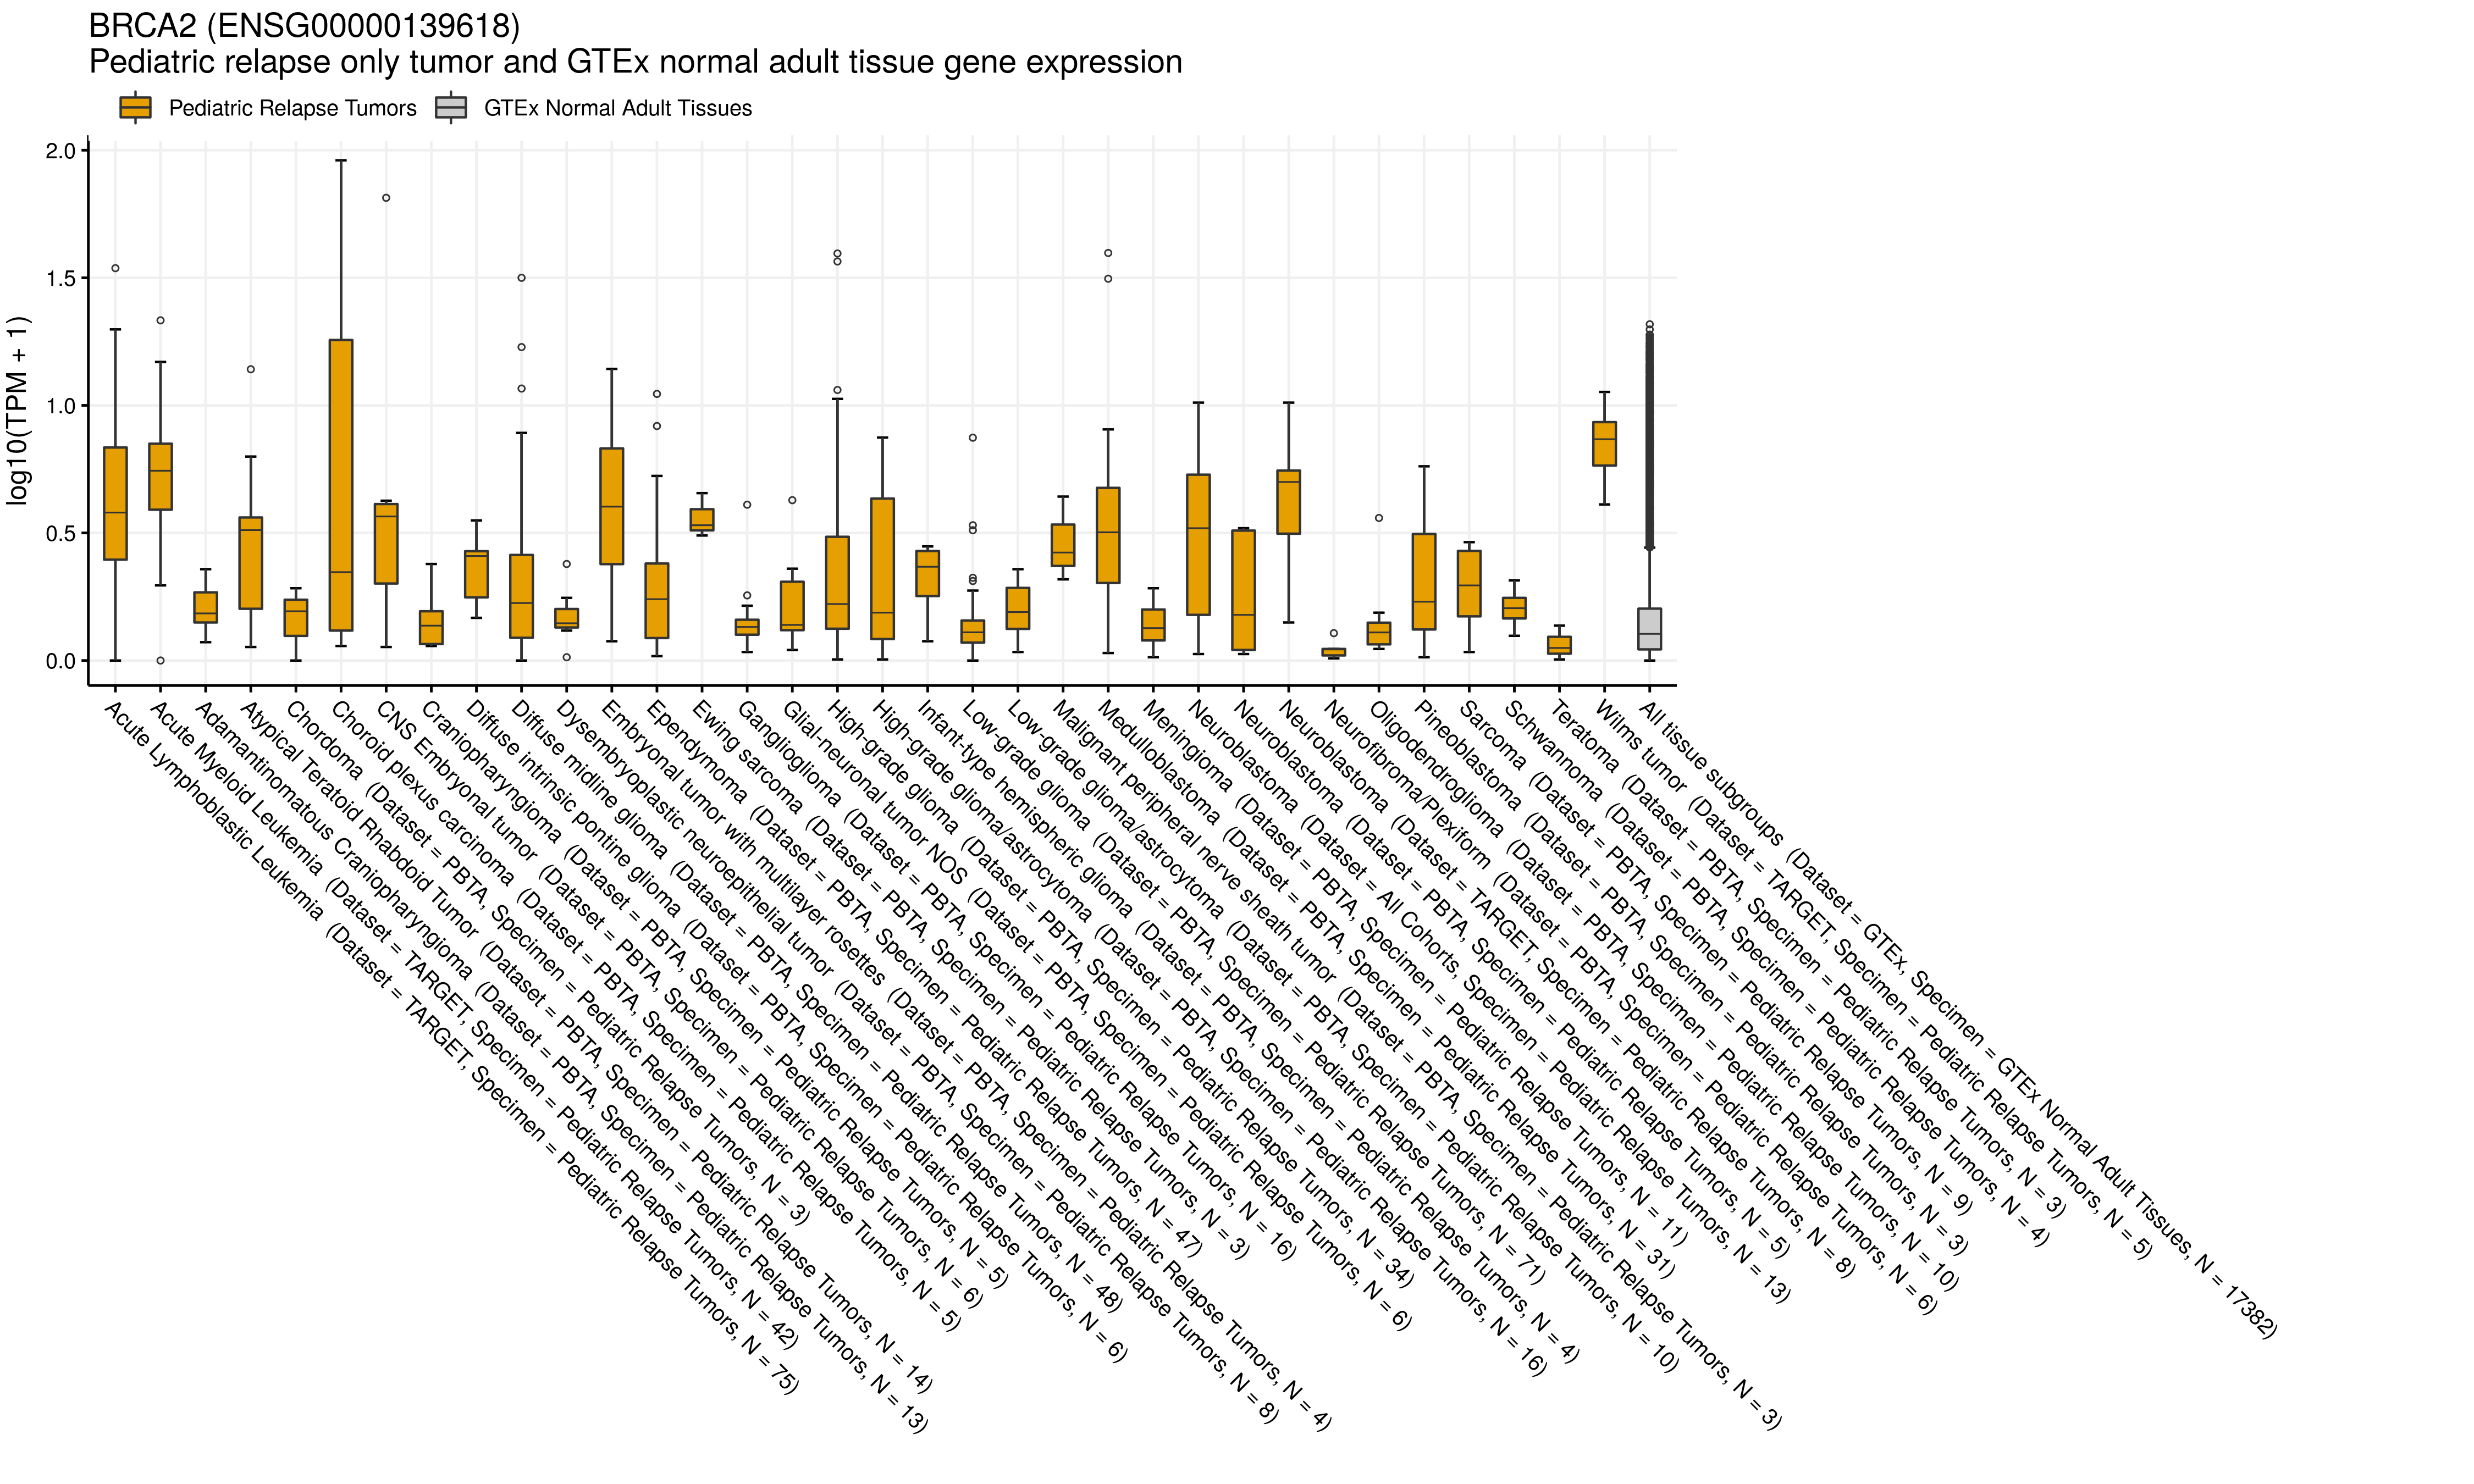 BRCA2 (ENSG00000139618)
Pediatric relapse only tumor and GTEx normal adult tissue gene expression
Pediatric Relapse Tumors
GTEx Normal Adult Tissues
log10(TPM + 1)
2.0
1.5
1.0
0.5
0.0
Acute Lymphoblastic Leukemia (Dataset = TARGET, Specimen = Pediatric Relapse Tumors, N = 75)
Acute Myeloid Leukemia (Dataset = TARGET, Specimen = Pediatric Relapse Tumors, N = 42)
Adamantinomatous Craniopharyngioma (Dataset = PBTA, Specimen = Pediatric Relapse Tumors, N = 13)
Atypical Teratoid Rhabdoid Tumor (Dataset = PBTA, Specimen = Pediatric Relapse Tumors, N = 14)
Chordoma (Dataset = PBTA, Specimen = Pediatric Relapse Tumors, N = 3)
Choroid plexus carcinoma (Dataset = PBTA, Specimen = Pediatric Relapse Tumors, N = 5)
CNS Embryonal tumor (Dataset = PBTA, Specimen = Pediatric Relapse Tumors, N = 6)
Craniopharyngioma (Dataset = PBTA, Specimen = Pediatric Relapse Tumors, N = 5)
Diffuse intrinsic pontine glioma (Dataset = PBTA, Specimen = Pediatric Relapse Tumors, N = 6)
Diffuse midline glioma (Dataset = PBTA, Specimen = Pediatric Relapse Tumors, N = 48)
Dysembryoplastic neuroepithelial tumor (Dataset = PBTA, Specimen = Pediatric Relapse Tumors, N = 8)
Embryonal tumor with multilayer rosettes (Dataset = PBTA, Specimen = Pediatric Relapse Tumors, N = 4)
Ependymoma (Dataset = PBTA, Specimen = Pediatric Relapse Tumors, N = 47)
Ewing sarcoma (Dataset = PBTA, Specimen = Pediatric Relapse Tumors, N = 3)
Ganglioglioma (Dataset = PBTA, Specimen = Pediatric Relapse Tumors, N = 16)
Glial-neuronal tumor NOS (Dataset = PBTA, Specimen = Pediatric Relapse Tumors, N = 6)
High-grade glioma (Dataset = PBTA, Specimen = Pediatric Relapse Tumors, N = 34)
High-grade glioma/astrocytoma (Dataset = PBTA, Specimen = Pediatric Relapse Tumors, N = 16)
Infant-type hemispheric glioma (Dataset = PBTA, Specimen = Pediatric Relapse Tumors, N = 4)
Low-grade glioma (Dataset = PBTA, Specimen = Pediatric Relapse Tumors, N = 71)
Low-grade glioma/astrocytoma (Dataset = PBTA, Specimen = Pediatric Relapse Tumors, N = 10)
Malignant peripheral nerve sheath tumor (Dataset = PBTA, Specimen = Pediatric Relapse Tumors, N = 3)
Medulloblastoma (Dataset = PBTA, Specimen = Pediatric Relapse Tumors, N = 31)
Meningioma (Dataset = PBTA, Specimen = Pediatric Relapse Tumors, N = 11)
Neuroblastoma (Dataset = All Cohorts, Specimen = Pediatric Relapse Tumors, N = 13)
Neuroblastoma (Dataset = PBTA, Specimen = Pediatric Relapse Tumors, N = 5)
Neuroblastoma (Dataset = TARGET, Specimen = Pediatric Relapse Tumors, N = 8)
Neurofibroma/Plexiform (Dataset = PBTA, Specimen = Pediatric Relapse Tumors, N = 6)
Oligodendroglioma (Dataset = PBTA, Specimen = Pediatric Relapse Tumors, N = 10)
Pineoblastoma (Dataset = PBTA, Specimen = Pediatric Relapse Tumors, N = 3)
Sarcoma (Dataset = PBTA, Specimen = Pediatric Relapse Tumors, N = 9)
Schwannoma (Dataset = PBTA, Specimen = Pediatric Relapse Tumors, N = 4)
Teratoma (Dataset = PBTA, Specimen = Pediatric Relapse Tumors, N = 3)
Wilms tumor (Dataset = TARGET, Specimen = Pediatric Relapse Tumors, N = 5)
All tissue subgroups (Dataset = GTEx, Specimen = GTEx Normal Adult Tissues, N = 17382)